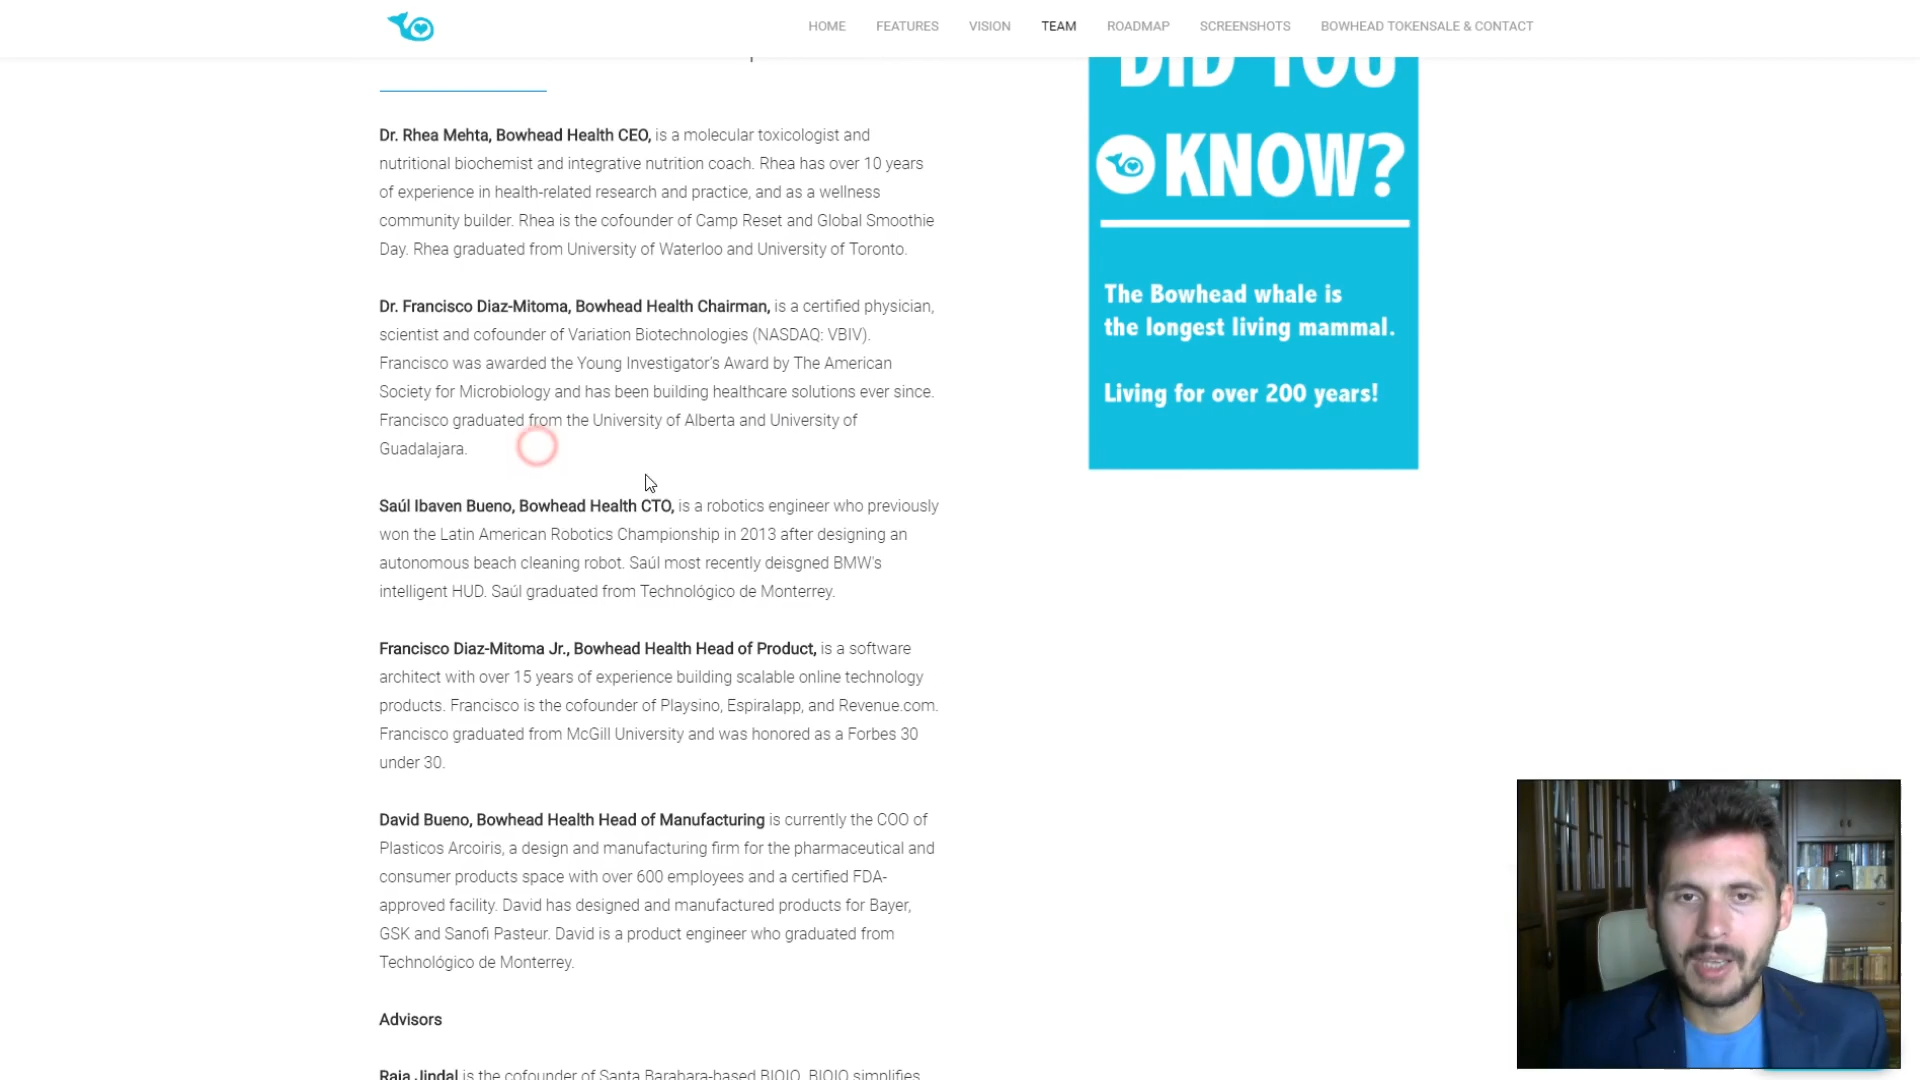 HOME FEATURES VISION TEAM ROADMAP SCREENSHOTS BOWHEAD TOKENSALE & CONTACT
Dr. Rhea Mehta, Bowhead Health CEO, is a molecular toxicologist and
nutritional biochemist and integrative nutrition coach. Rhea has over 10 years
of experience in health-related research and practice, and as a wellness
community builder. Rhea is the cofounder of Camp Reset and Global Smoothie
Day. Rhea graduated from University of Waterloo and University of Toronto.
Dr. Francisco Diaz-Mitoma, Bowhead Health Chairman, is a certified physician,
scientist and cofounder of Variation Biotechnologies (NASDAQ: VBIV).
Francisco was awarded the Young Investigator's Award by The American
Society for Microbiology and has been building healthcare solutions ever since.
Francisco graduated from the University of Alberta and University of
Guadalajara.
Saúl Ibaven Bueno, Bowhead Health CTO, is a robotics engineer who previously
won the Latin American Robotics Championship in 2013 after designing an
autonomous beach cleaning robot. Saúl most recently deisgned BMW's
intelligent HUD. Saúl graduated from Technológico de Monterrey.
Francisco Diaz-Mitoma Jr., Bowhead Health Head of Product, is a software
architect with over 15 years of experience building scalable online technology
products. Francisco is the cofounder of Playsino, Espiralapp, and Revenue.com.
Francisco graduated from McGill University and was honored as a Forbes 30
under 30.
David Bueno, Bowhead Health Head of Manufacturing is currently the COO of
Plasticos Arcoiris, a design and manufacturing firm for the pharmaceutical and
consumer products space with over 600 employees and a certified FDA-
approved facility. David has designed and manufactured products for Bayer,
GSK and Sanofi Pasteur. David is a product engineer who graduated from
Technológico de Monterrey.
Advisors
Raja Jindal is the cofounder of Santa Barabara-based BIQIQ. BIQIQ simplifies
DID YOU
KNOW?
The Bowhead whale is
the longest living mammal.
Living for over 200 years!